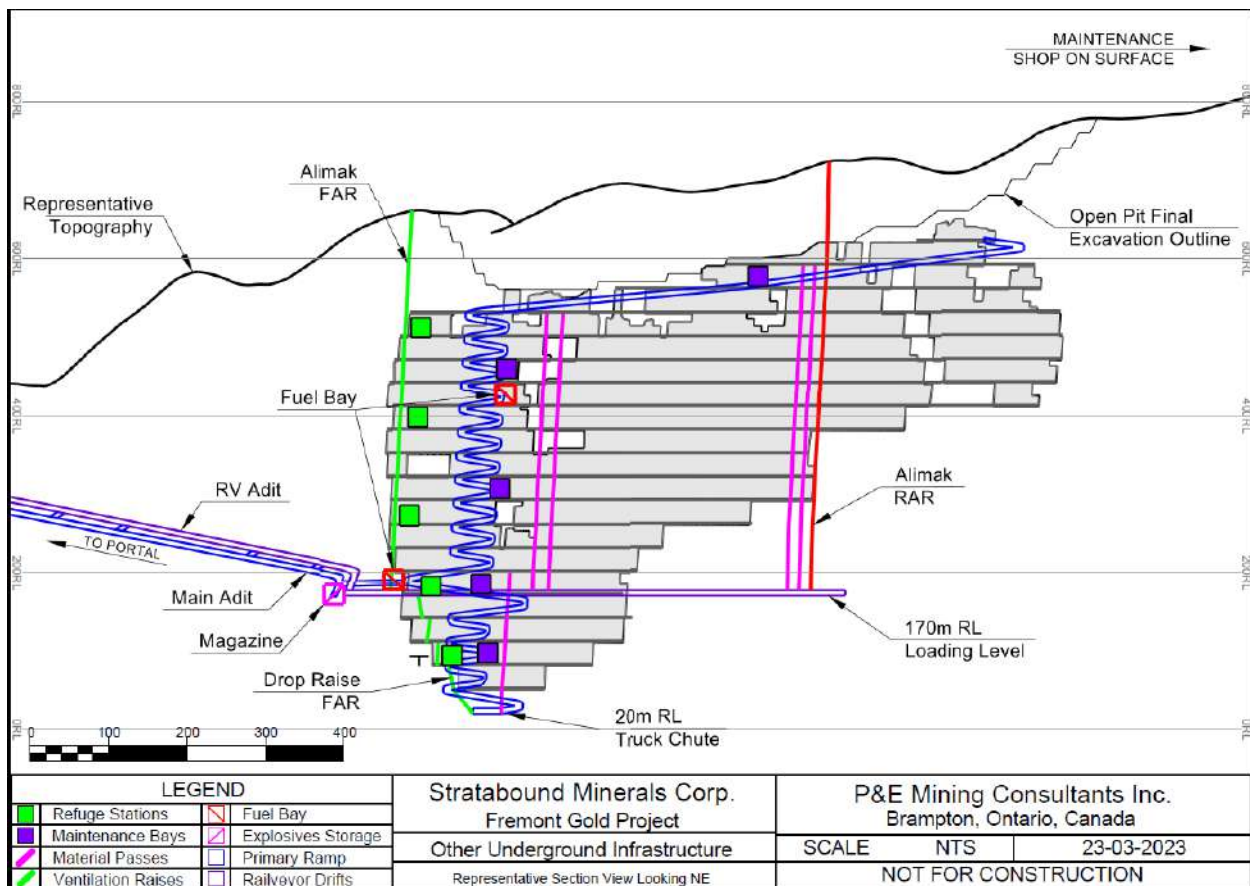 MAINTENANCE
SHOP ON SURFACE
800RL
800RL
Alimak
FAR
Representative
Topography
Open Pit Final
Excavation Outline
600RL
600RL
Fuel Bay
400RL
400RL
RV Adit
Alimak
RAR
TO PORTAL
200RL
200RL
Main Adit
Magazine
170m RL
Loading Level
Drop Raise
FAR
20m RL
Truck Chute
0RL
0RL
0 100 200 300 400
LEGEND
Refuge Stations Fuel Bay
Maintenance Bays Explosives Storage
Material Passes Primary Ramp
Ventilation Raises Railveyor Drifts
Stratabound Minerals Corp.
Fremont Gold Project
Other Underground Infrastructure
Representative Section View Looking NE
P&E Mining Consultants Inc.
Brampton, Ontario, Canada
SCALE NTS 23-03-2023
NOT FOR CONSTRUCTION